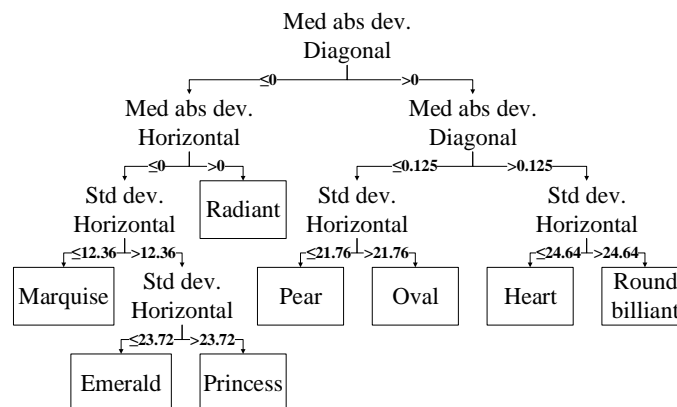 Med abs dev.
Diagonal
≤0
>0
Med abs dev.
Horizontal
Med abs dev.
Diagonal
≤0
>0
≤0.125
>0.125
Std dev.
Horizontal
Radiant
Std dev.
Horizontal
Std dev.
Horizontal
≤12.36
>12.36
≤21.76
>21.76
≤24.64
>24.64
Marquise
Std dev.
Horizontal
Pear
Oval
Heart
Round
billiant
≤23.72
>23.72
Emerald
Princess